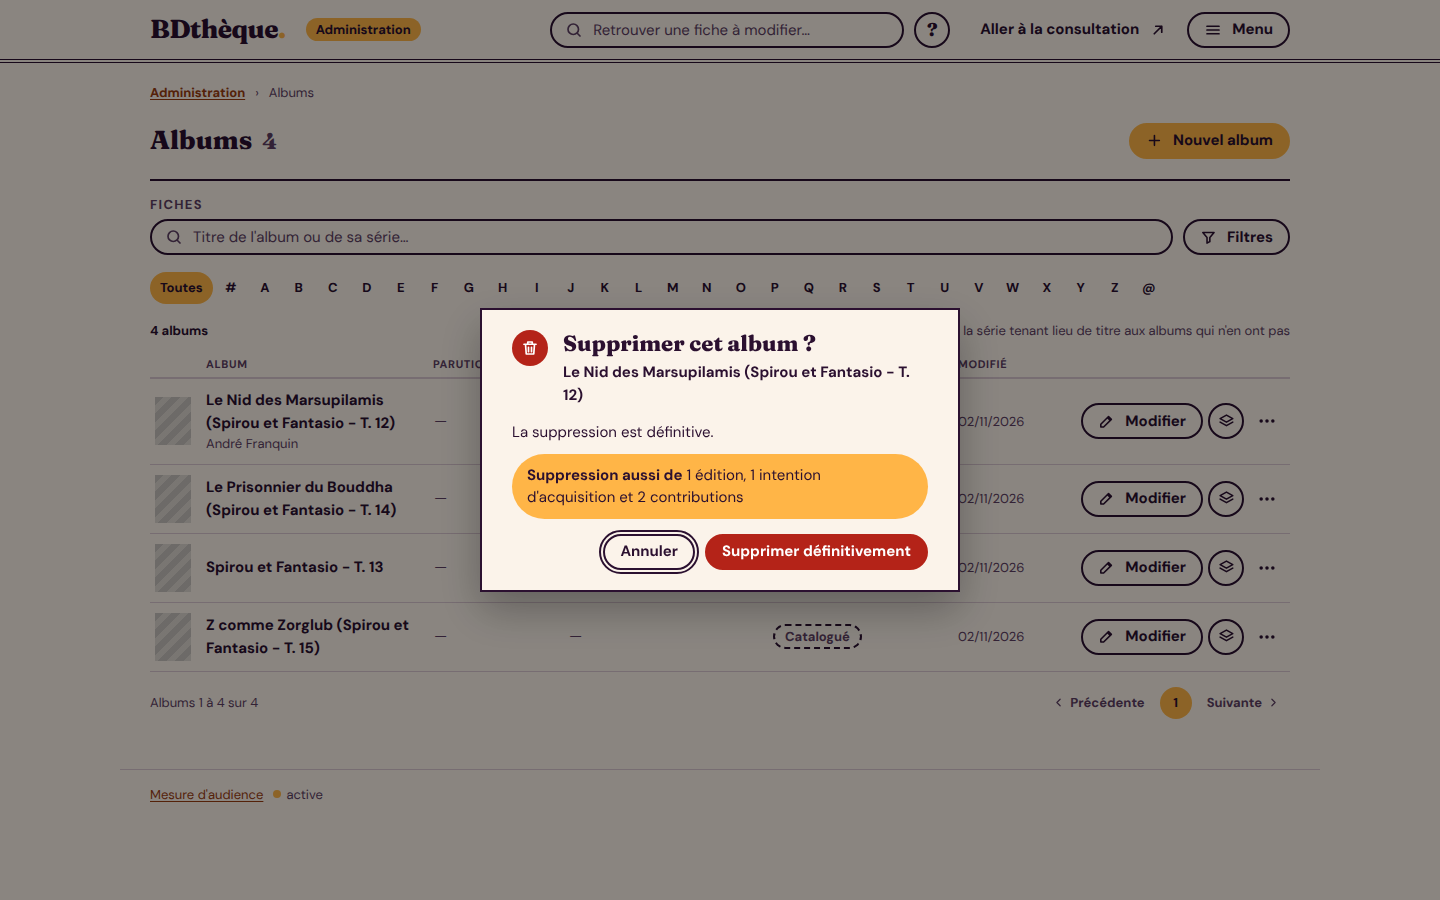 BDthèque.
Administration
Retrouver une fiche à modifier...
?
Aller à la consultation
Menu
Administration › Albums
Albums 4
Nouvel album
FICHES
Titre de l'album ou de sa série...
Filtres
Toutes # A B C D E F G H I J K L M N O P Q R S T U V W X Y Z @
4 albums
la série tenant lieu de titre aux albums qui n'en ont pas
ALBUM
MODIFIÉ
Le Nid des Marsupilamis
(Spirou et Fantasio - T. 12)
André Franquin
—
02/11/2026
Modifier
Le Prisonnier du Bouddha
(Spirou et Fantasio - T. 14)
—
02/11/2026
Modifier
Spirou et Fantasio - T. 13
—
02/11/2026
Modifier
Z comme Zorglub (Spirou et
Fantasio - T. 15)
—
—
Catalogué
02/11/2026
Modifier
Supprimer cet album ?
Le Nid des Marsupilamis (Spirou et Fantasio - T.
12)
La suppression est définitive.
Suppression aussi de 1 édition, 1 intention
d'acquisition et 2 contributions
Annuler
Supprimer définitivement
Albums 1 à 4 sur 4
‹ Précédente
1
Suivante ›
Mesure d'audience
active